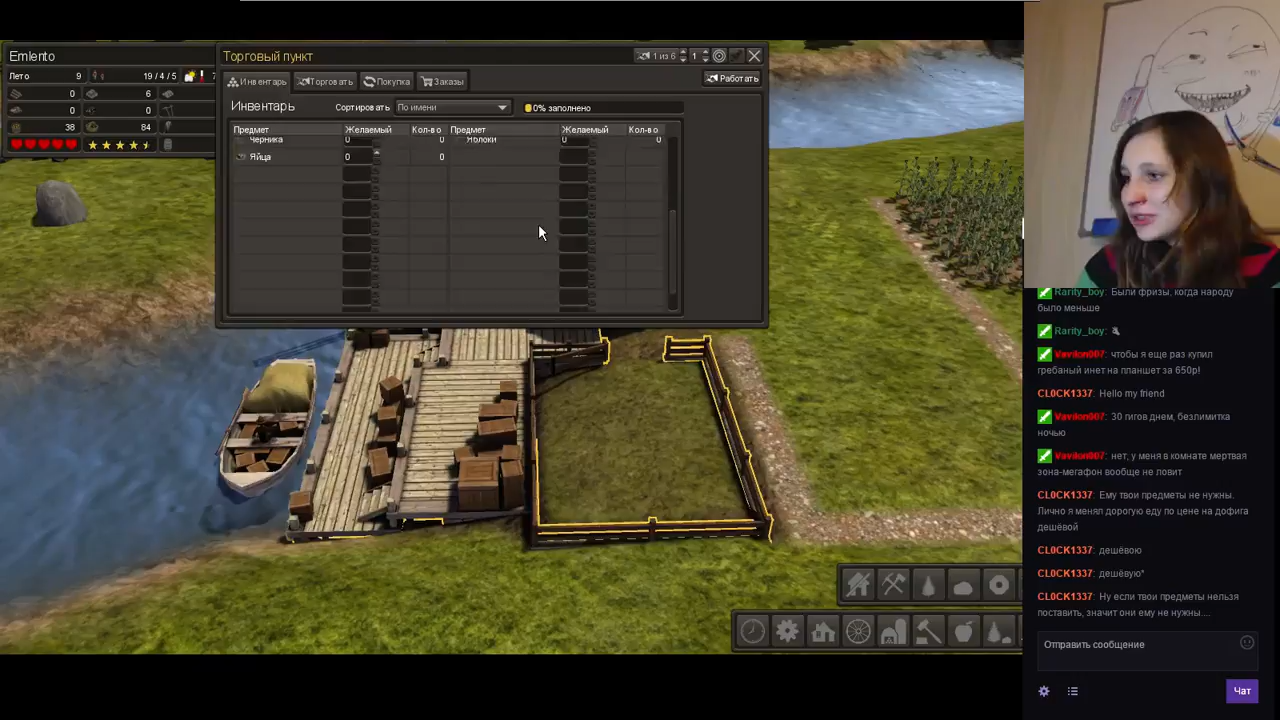 Emlento
Лето 9 19 / 4 / 5 7
0 6
0 0
38 84
Торговый пункт
1 из 6 1
Инвентарь Торговать Покупка Заказы
Работать
Инвентарь Сортировать По имени 0% заполнено
Предмет Желаемый Кол-во Предмет Желаемый Кол-во
Черника 0 0 Яблоки 0 0
Яйца 0 0
Rarity_boy: Были фризы, когда народу
было меньше
Rarity_boy:
Vavilon007: чтобы я еще раз купил
гребаный инет на планшет за 650р!
CL0CK1337: Hello my friend
Vavilon007: 30 гигов днем, безлимитка
ночью
Vavilon007: нет, у меня в комнате мертвая
зона-мегафон вообще не ловит
CL0CK1337: Ему твои предметы не нужны.
Лично я менял дорогую еду по цене на дофига
дешёвой
CL0CK1337: дешёвою
CL0CK1337: дешёвую*
CL0CK1337: Ну если твои предметы нельзя
поставить, значит они ему не нужны....
Отправить сообщение
Чат